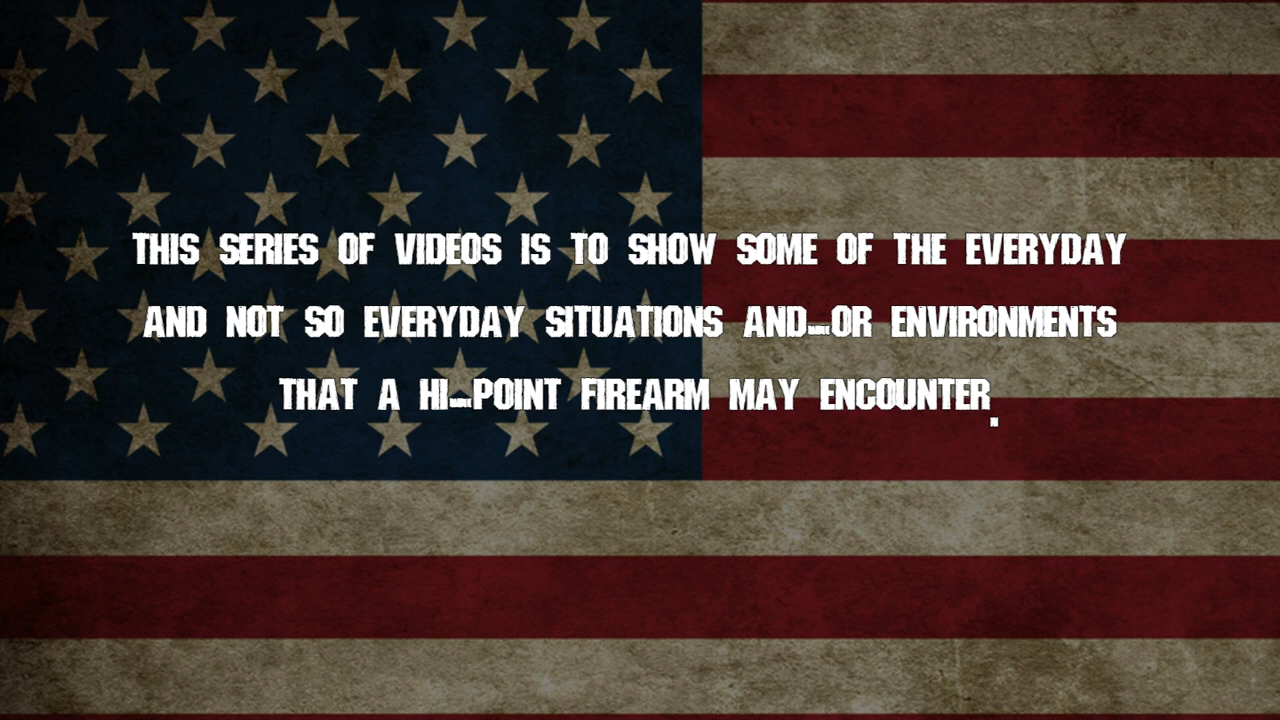 THIS SERIES OF VIDEOS IS TO SHOW SOME OF THE EVERYDAY
AND NOT SO EVERYDAY SITUATIONS AND-OR ENVIRONMENTS
THAT A HI-POINT FIREARM MAY ENCOUNTER.